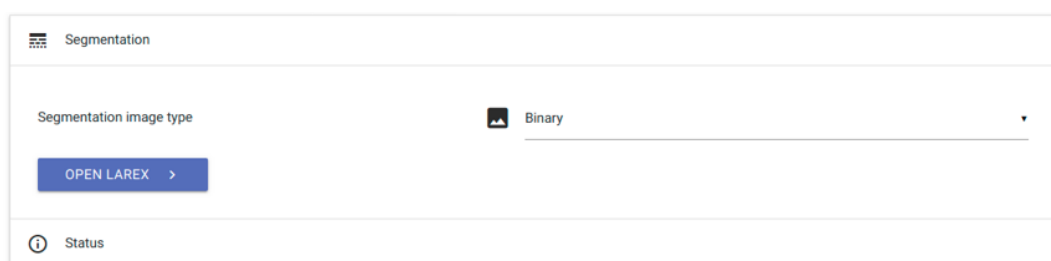 Segmentation
Segmentation image type
Binary
OPEN LAREX
Status